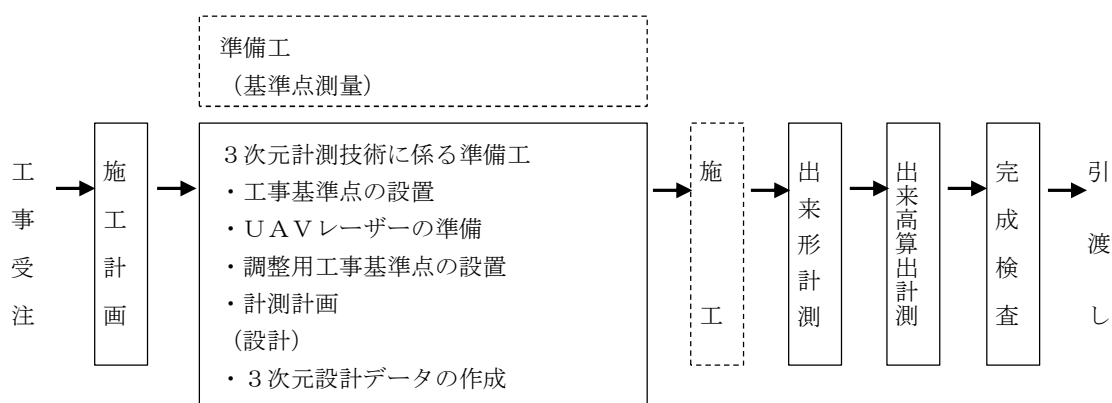 準備工
（基準点測量）
工事受注
施工計画
３次元計測技術に係る準備工
・工事基準点の設置
・ＵＡＶレーザーの準備
・調整用工事基準点の設置
・計測計画
（設計）
・３次元設計データの作成
施工
出来形計測
出来高算出計測
完成検査
引渡し